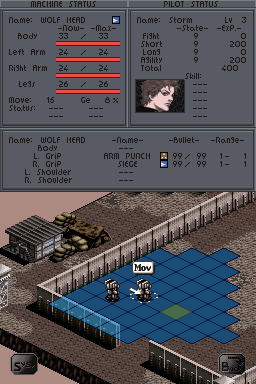 MACHINE STATUS
PILOT STATUS
Name: WOLF HEAD
-Now- -Max-
Body 33 / 33
Left Arm 24 / 24
Right Arm 24 / 24
Legs 26 / 26
Move: 16 Ge 8 %
Status: --- ---
--- ---
Name: Storm Lv 3
-State- -EXP.-
Fight 9 0
Short 9 200
Long 9 0
Agility 9 200
Total 400
Skill:
---
---
---
---
---
---
Name: WOLF HEAD -Name- -Bullet- -Range-
Body ---
L. Grip ARM PUNCH 99 / 99 1- 1
R. Grip SIEGE 99 / 99 1- 1
L. Shoulder ---
R. Shoulder ---
Mov
Sys